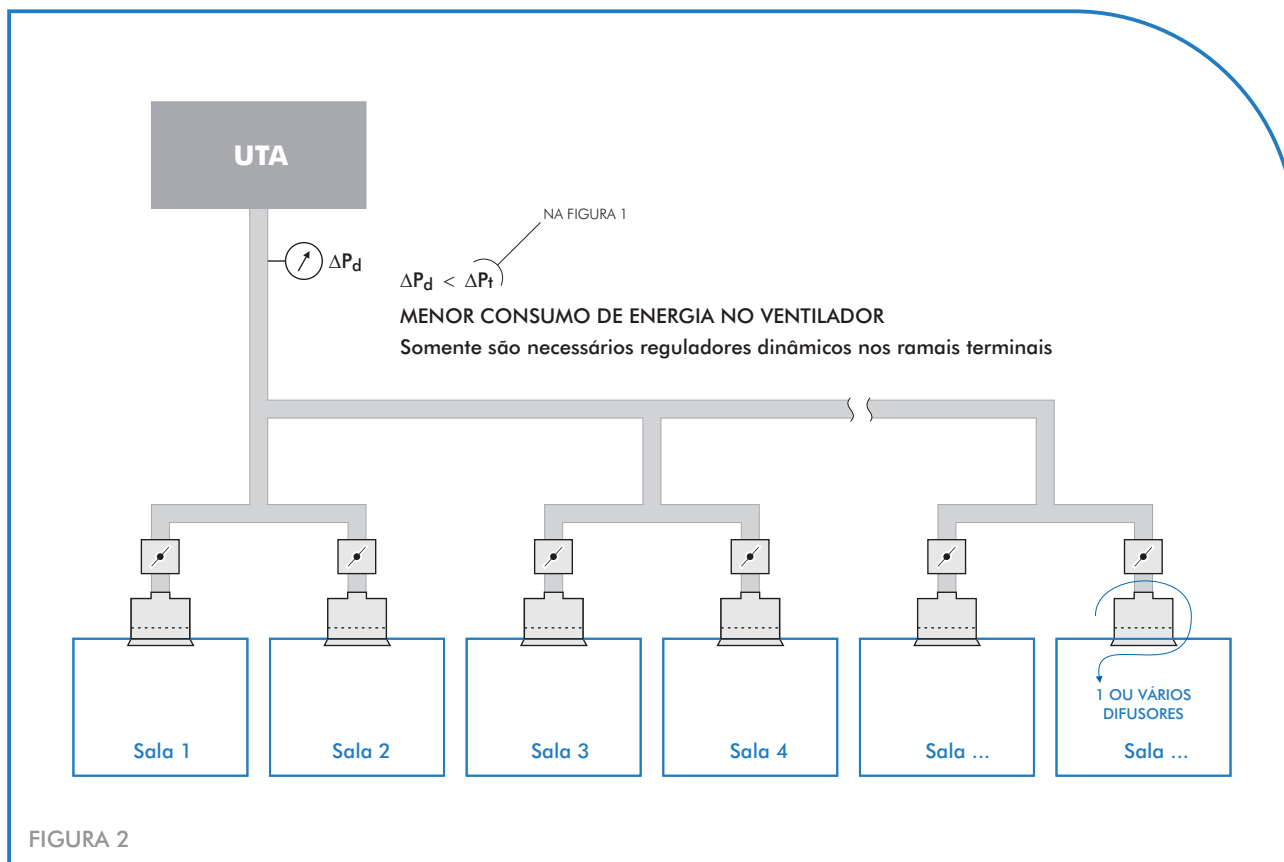 UTA
NA FIGURA 1
ΔPd
ΔPd < ΔPt
MENOR CONSUMO DE ENERGIA NO VENTILADOR
Somente são necessários reguladores dinâmicos nos ramais terminais
1 OU VÁRIOS
DIFUSORES
Sala 1
Sala 2
Sala 3
Sala 4
Sala ...
Sala ...
FIGURA 2